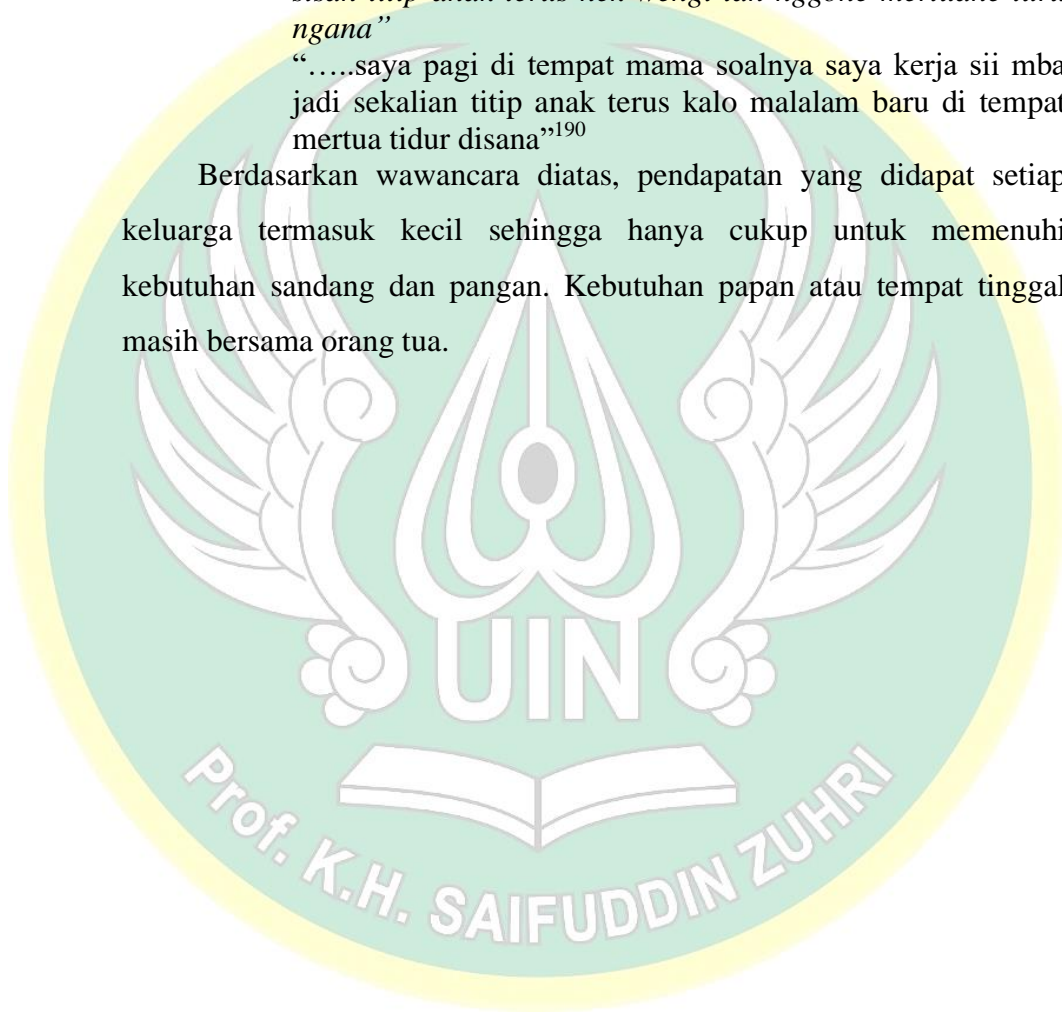 ngana”
“…..saya pagi di tempat mama soalnya saya kerja sii mba
jadi sekalian titip anak terus kalo malalam baru di tempat
mertua tidur disana”190
Berdasarkan wawancara diatas, pendapatan yang didapat setiap
keluarga termasuk kecil sehingga hanya cukup untuk memenuhi
kebutuhan sandang dan pangan. Kebutuhan papan atau tempat tinggal
masih bersama orang tua.
UIN
Prof. K.H. SAIFUDDIN ZUHRI